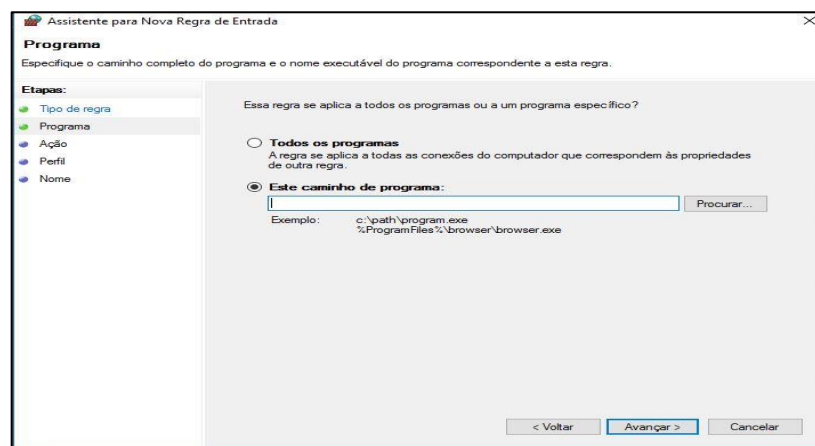 Assistente para Nova Regra de Entrada
Programa
Especifique o caminho completo do programa e o nome executável do programa correspondente a esta regra.
Etapas:
Tipo de regra
Programa
Ação
Perfil
Nome
Essa regra se aplica a todos os programas ou a um programa específico?
Todos os programas
A regra se aplica a todas as conexões do computador que correspondem às propriedades
de outra regra.
Este caminho de programa:
Procurar...
Exemplo: c:\path\program.exe
%ProgramFiles%\browser\browser.exe
< Voltar Avançar > Cancelar